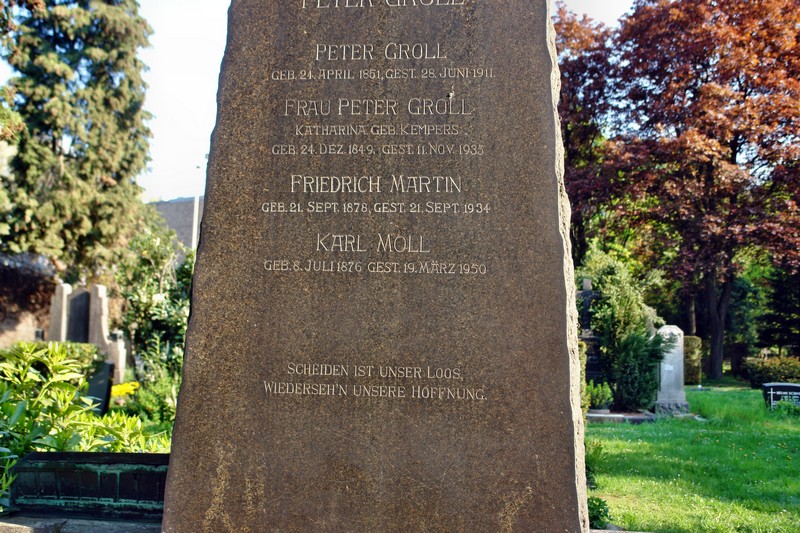 PETER GROLL
PETER GROLL
GEB. 24. APRIL 1851, GEST. 28. JUNI 1911.
FRAU PETER GROLL
KATHARINA GEB. KEMPERS.
GEB. 24. DEZ. 1849, GEST. 11. NOV. 1935
FRIEDRICH MARTIN
GEB. 21. SEPT. 1878, GEST. 21. SEPT. 1934
KARL MOLL
GEB. 8. JULI 1876 GEST. 19. MÄRZ 1950
SCHEIDEN IST UNSER LOOS,
WIEDERSEH'N UNSERE HOFFNUNG.